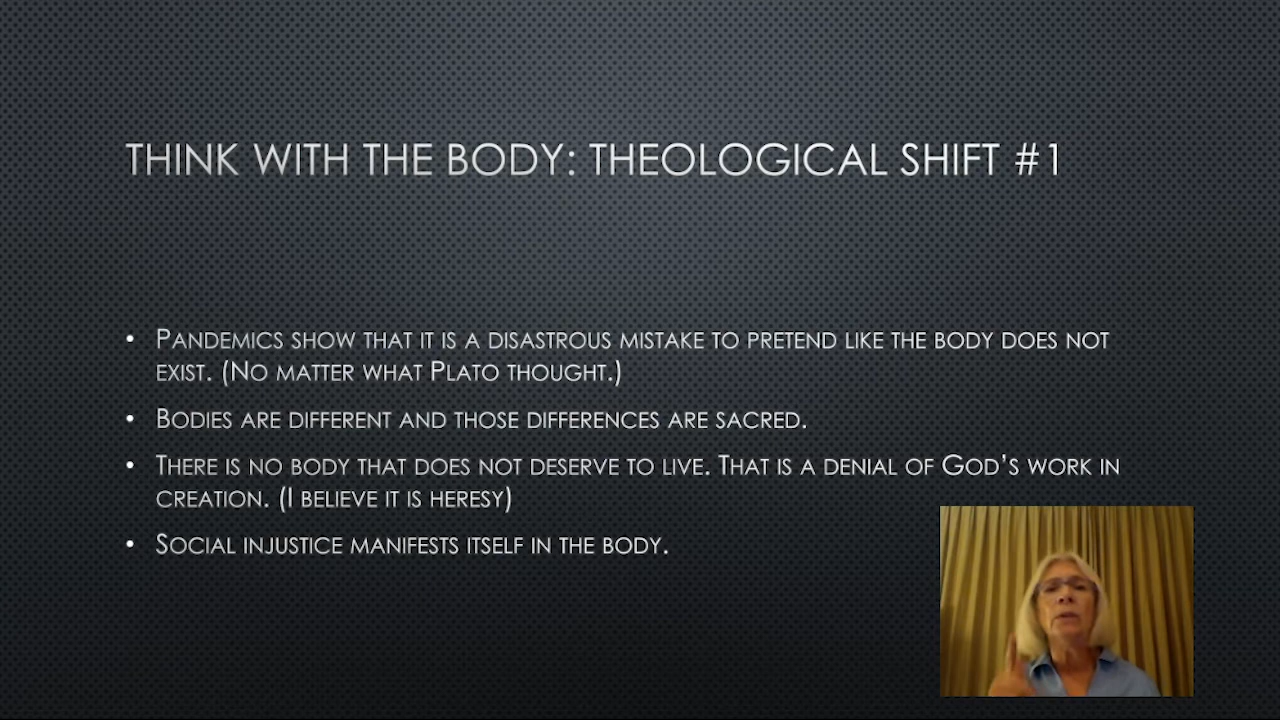 THINK WITH THE BODY: THEOLOGICAL SHIFT #1
• PANDEMICS SHOW THAT IT IS A DISASTROUS MISTAKE TO PRETEND LIKE THE BODY DOES NOT
EXIST. (NO MATTER WHAT PLATO THOUGHT.)
• BODIES ARE DIFFERENT AND THOSE DIFFERENCES ARE SACRED.
• THERE IS NO BODY THAT DOES NOT DESERVE TO LIVE. THAT IS A DENIAL OF GOD'S WORK IN
CREATION. (I BELIEVE IT IS HERESY)
• SOCIAL INJUSTICE MANIFESTS ITSELF IN THE BODY.